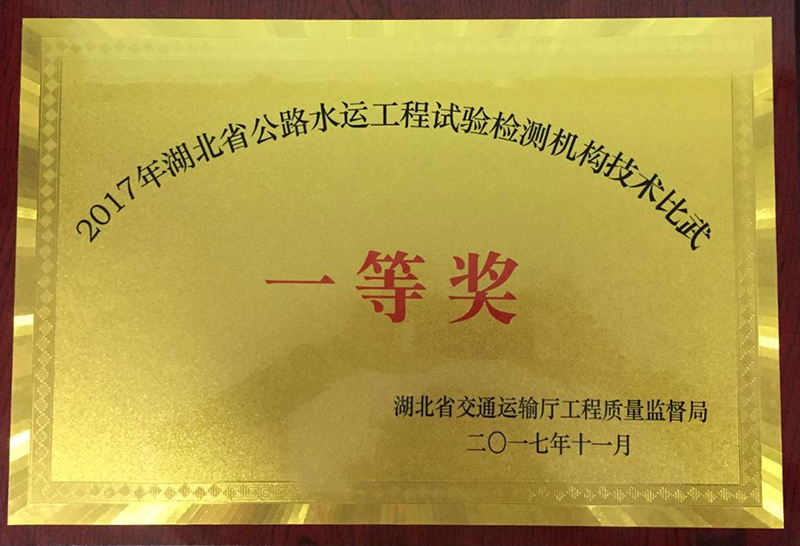 2017年湖北省公路水运工程试验检测机构技术比武
一等奖
湖北省交通运输厅工程质量监督局
二〇一七年十一月